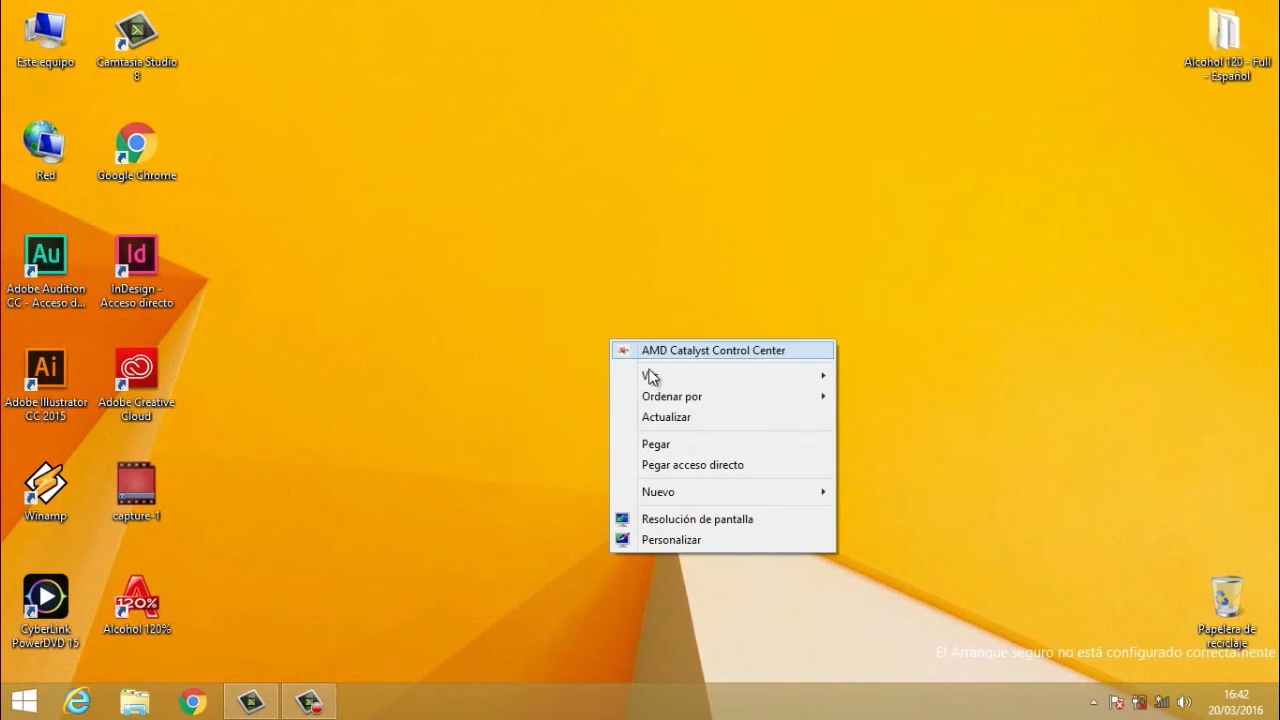 Este equipo
Camtasia Studio
8
Alcohol 120 - Full
- Español
Red
Google Chrome
Au
Id
Adobe Audition
CC - Acceso d...
InDesign -
Acceso directo
AMD Catalyst Control Center
Ordenar por
Actualizar
Pegar
Pegar acceso directo
Nuevo
Resolución de pantalla
Personalizar
Ai
Adobe Illustrator
CC 2015
Adobe Creative
Cloud
Winamp
capture-1
120%
CyberLink
PowerDVD 15
Alcohol 120%
Papelera de
reciclaje
El Arranque seguro no está configurado correctamente
16:42
20/03/2016